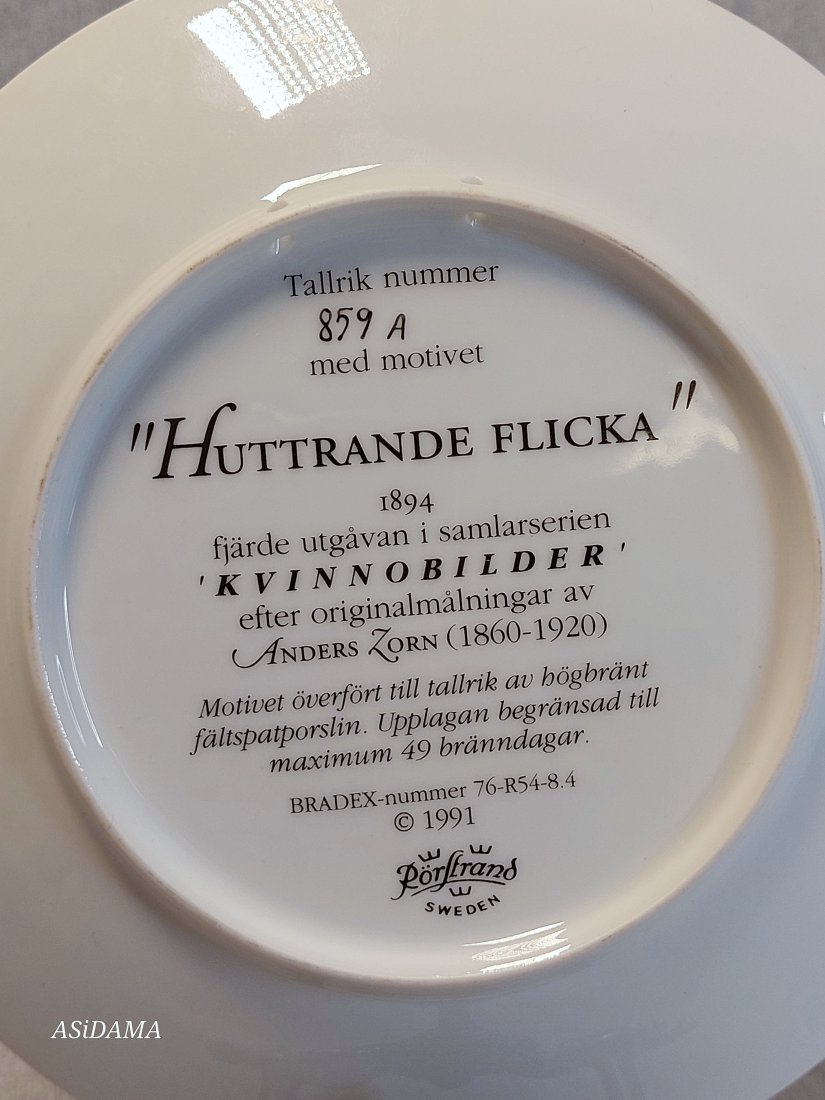 Tallrik nummer
859 A
med motivet
"HUTTRANDE FLICKA"
1894
fjärde utgåvan i samlarserien
'KVINNOBILDER'
efter originalmålningar av
ANDERS ZORN (1860-1920)
Motivet överfört till tallrik av högbränt
fältspatporslin. Upplagan begränsad till
maximum 49 bränndagar.
BRADEX-nummer 76-R54-8.4
© 1991
Rörstrand
SWEDEN
ASiDAMA